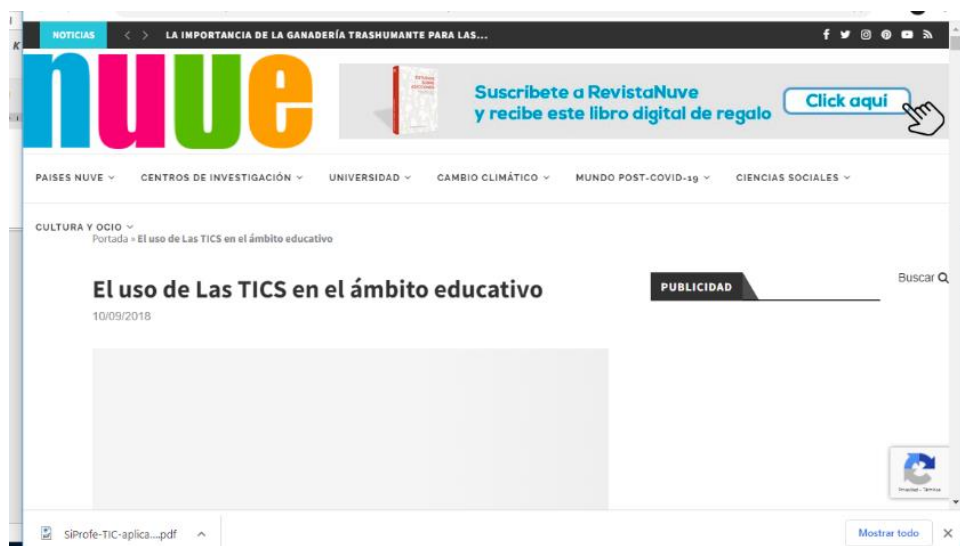 NOTICIAS < > LA IMPORTANCIA DE LA GANADERÍA TRASHUMANTE PARA LAS...
nuve
Suscríbete a RevistaNuve
y recibe este libro digital de regalo
Click aquí
PAISES NUVE CENTROS DE INVESTIGACIÓN UNIVERSIDAD CAMBIO CLIMÁTICO MUNDO POST-COVID-19 CIENCIAS SOCIALES
CULTURA Y OCIO
Portada » El uso de Las TICS en el ámbito educativo
El uso de Las TICS en el ámbito educativo
10/09/2018
PUBLICIDAD
Buscar
SiProfe-TIC-aplica....pdf
Mostrar todo